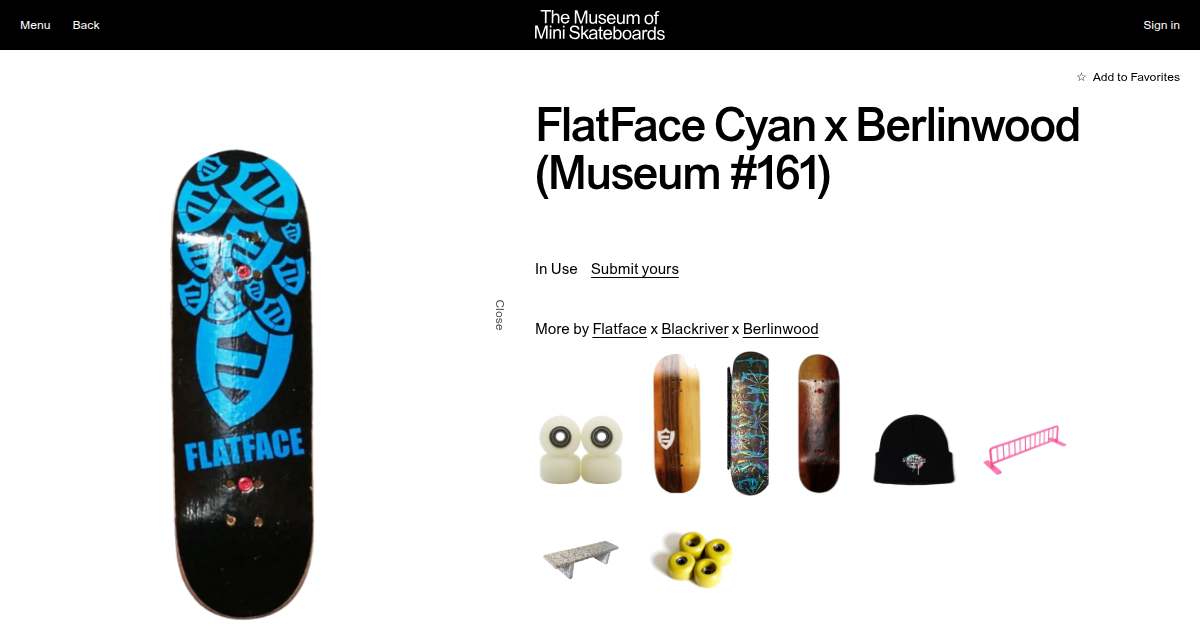 Menu
Back
The Museum of
Mini Skateboards
Sign in
☆ Add to Favorites
FlatFace Cyan x Berlinwood
(Museum #161)
In Use Submit yours
Close
More by Flatface x Blackriver x Berlinwood
FLATFACE